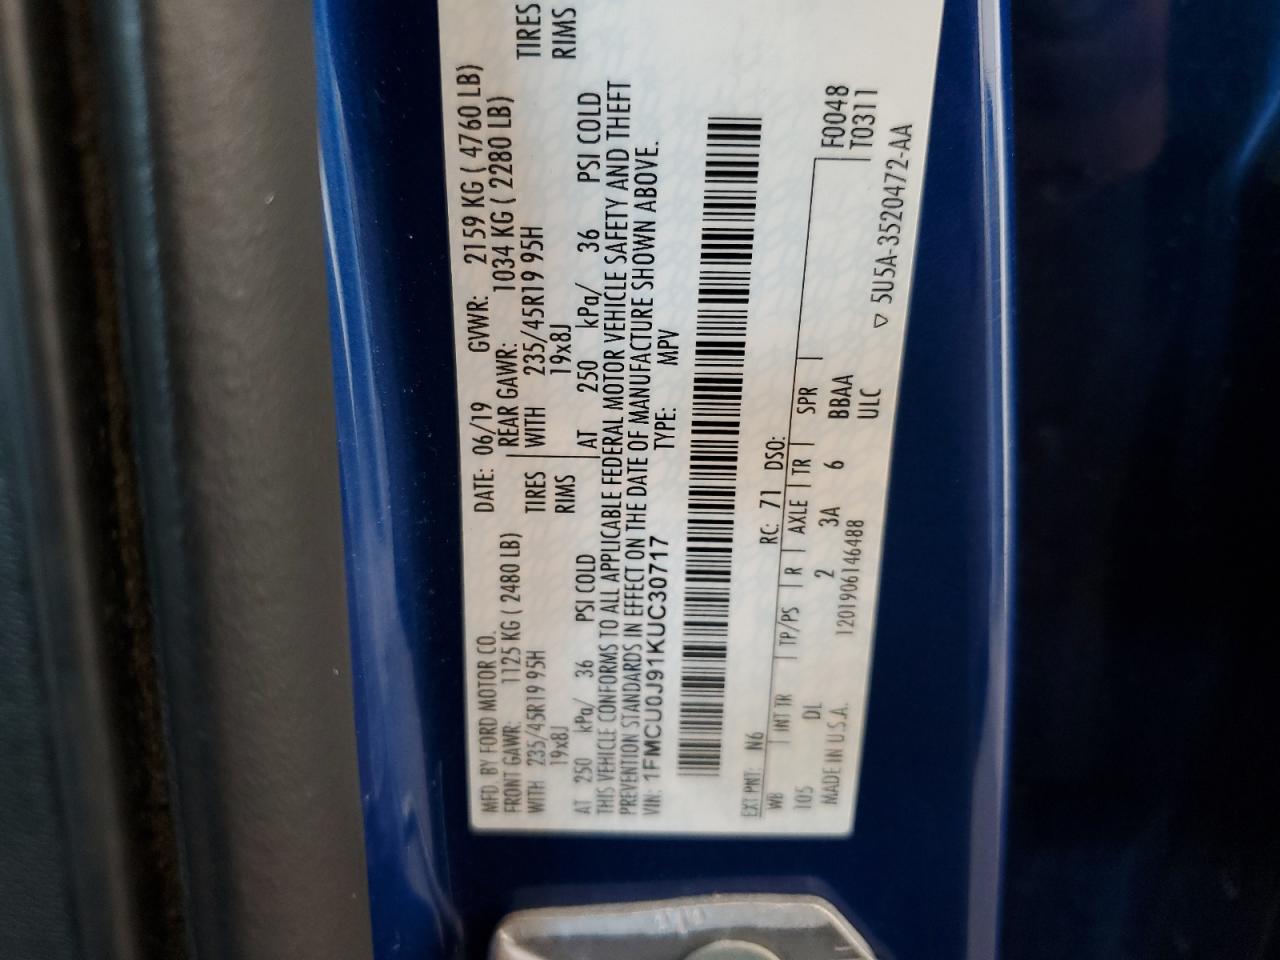 MFD. BY FORD MOTOR CO. DATE: 06/19 GVWR: 2159 KG ( 4760 LB)
FRONT GAWR: 1125 KG ( 2480 LB) REAR GAWR: 1034 KG ( 2280 LB)
WITH 235/45R19 95H TIRES WITH 235/45R19 95H TIRES
19x8J RIMS 19x8J RIMS
AT 250 kPa/ 36 PSI COLD AT 250 kPa/ 36 PSI COLD
THIS VEHICLE CONFORMS TO ALL APPLICABLE FEDERAL MOTOR VEHICLE SAFETY AND THEFT
PREVENTION STANDARDS IN EFFECT ON THE DATE OF MANUFACTURE SHOWN ABOVE.
VIN: 1FMCU0J91KUC30717 TYPE: MPV
EXT PNT: N6 RC: 71 DSO:
WB INT TR TP/PS R AXLE TR SPR F0048
105 DL 2 3A 6 BBAA T0311
MADE IN U.S.A. 1201906146488 ULC
▽ 5U5A-3520472-AA